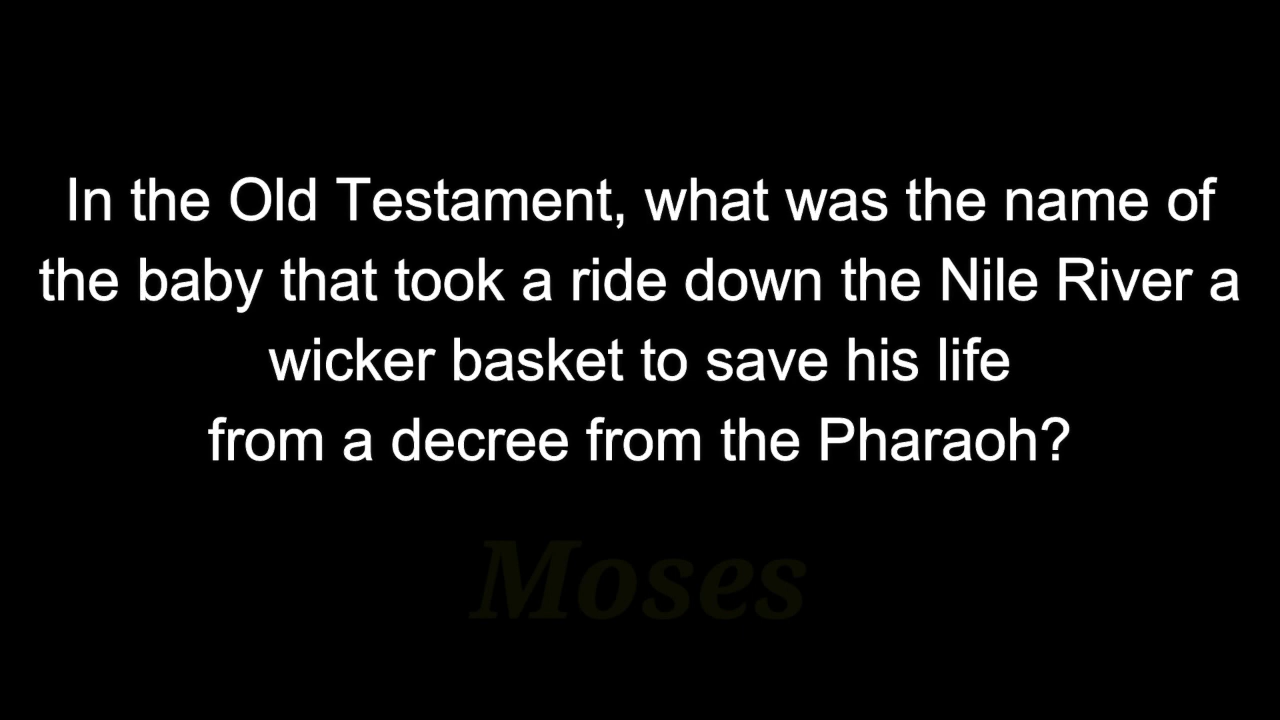 In the Old Testament, what was the name of
the baby that took a ride down the Nile River a
wicker basket to save his life
from a decree from the Pharaoh?
Moses